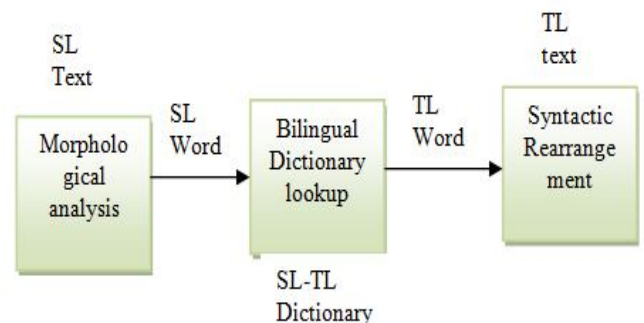 SL
Text
Morpholo
gical
analysis
SL
Word
Bilingual
Dictionary
lookup
SL-TL
Dictionary
TL
Word
TL
text
Syntactic
Rearrange
ment